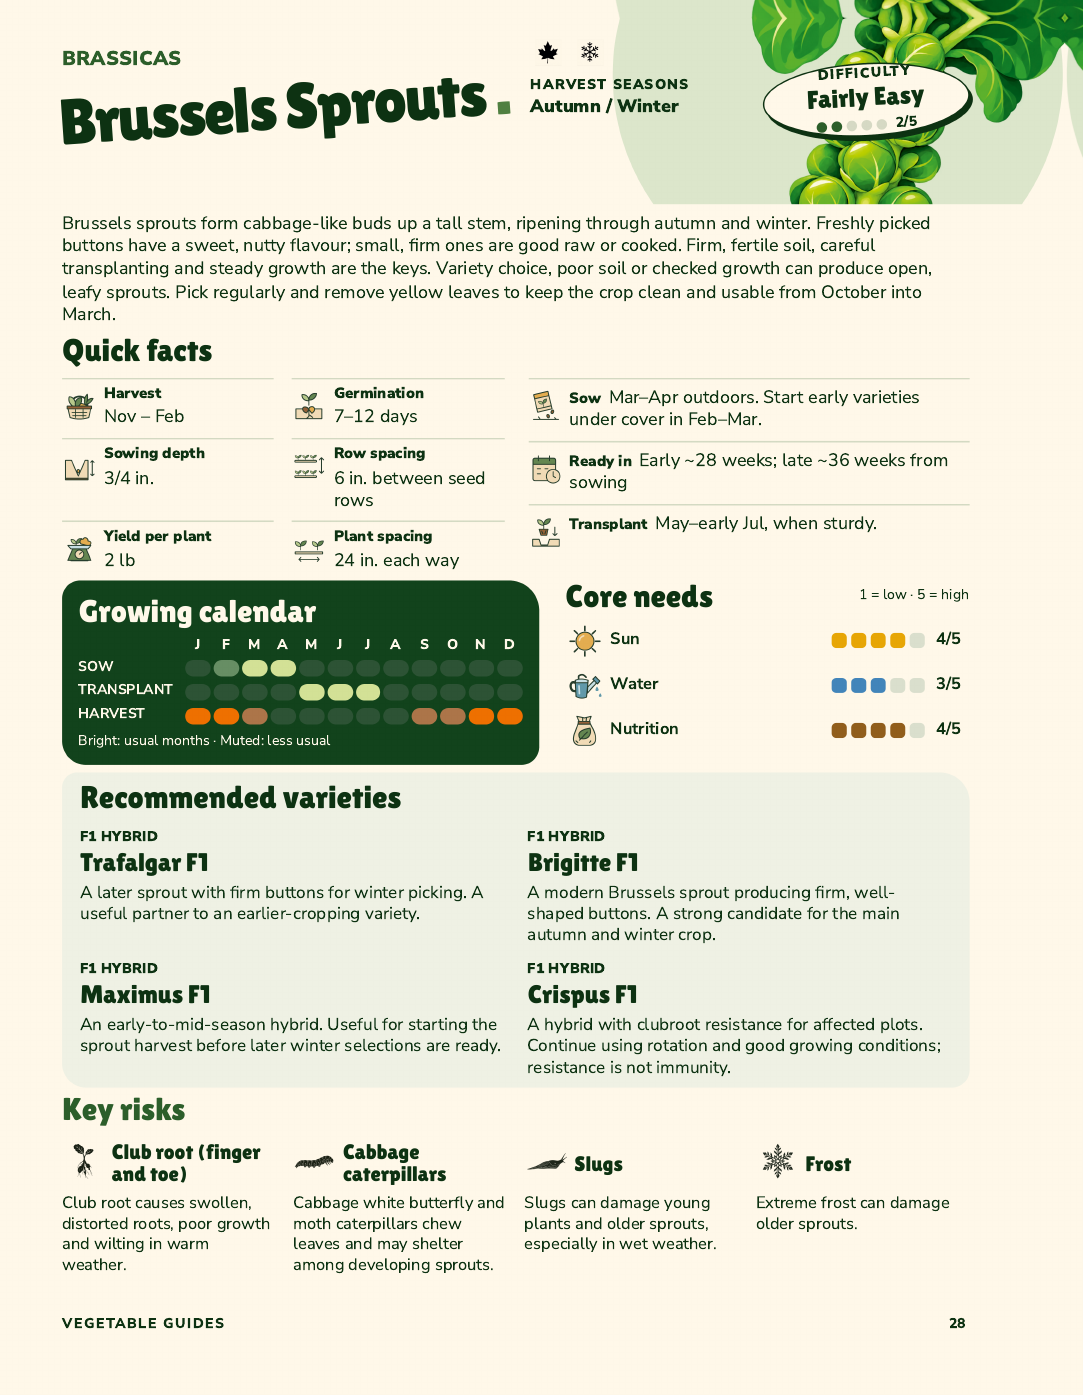 BRASSICAS
Brussels Sprouts.
HARVEST SEASONS
Autumn / Winter
DIFFICULTY
Fairly Easy
2/5
Brussels sprouts form cabbage-like buds up a tall stem, ripening through autumn and winter. Freshly picked
buttons have a sweet, nutty flavour; small, firm ones are good raw or cooked. Firm, fertile soil, careful
transplanting and steady growth are the keys. Variety choice, poor soil or checked growth can produce open,
leafy sprouts. Pick regularly and remove yellow leaves to keep the crop clean and usable from October into
March.
Quick facts
Harvest
Nov – Feb
Germination
7–12 days
Sow Mar–Apr outdoors. Start early varieties
under cover in Feb–Mar.
Sowing depth
3/4 in.
Row spacing
6 in. between seed
rows
Ready in Early ~28 weeks; late ~36 weeks from
sowing
Yield per plant
2 lb
Plant spacing
24 in. each way
Transplant May–early Jul, when sturdy.
Growing calendar
J F M A M J J A S O N D
SOW
TRANSPLANT
HARVEST
Bright: usual months · Muted: less usual
Core needs
1 = low · 5 = high
Sun 4/5
Water 3/5
Nutrition 4/5
Recommended varieties
F1 HYBRID
Trafalgar F1
A later sprout with firm buttons for winter picking. A
useful partner to an earlier-cropping variety.
F1 HYBRID
Brigitte F1
A modern Brussels sprout producing firm, well-
shaped buttons. A strong candidate for the main
autumn and winter crop.
F1 HYBRID
Maximus F1
An early-to-mid-season hybrid. Useful for starting the
sprout harvest before later winter selections are ready.
F1 HYBRID
Crispus F1
A hybrid with clubroot resistance for affected plots.
Continue using rotation and good growing conditions;
resistance is not immunity.
Key risks
Club root (finger
and toe)
Club root causes swollen,
distorted roots, poor growth
and wilting in warm
weather.
Cabbage
caterpillars
Cabbage white butterfly and
moth caterpillars chew
leaves and may shelter
among developing sprouts.
Slugs
Slugs can damage young
plants and older sprouts,
especially in wet weather.
Frost
Extreme frost can damage
older sprouts.
VEGETABLE GUIDES
28